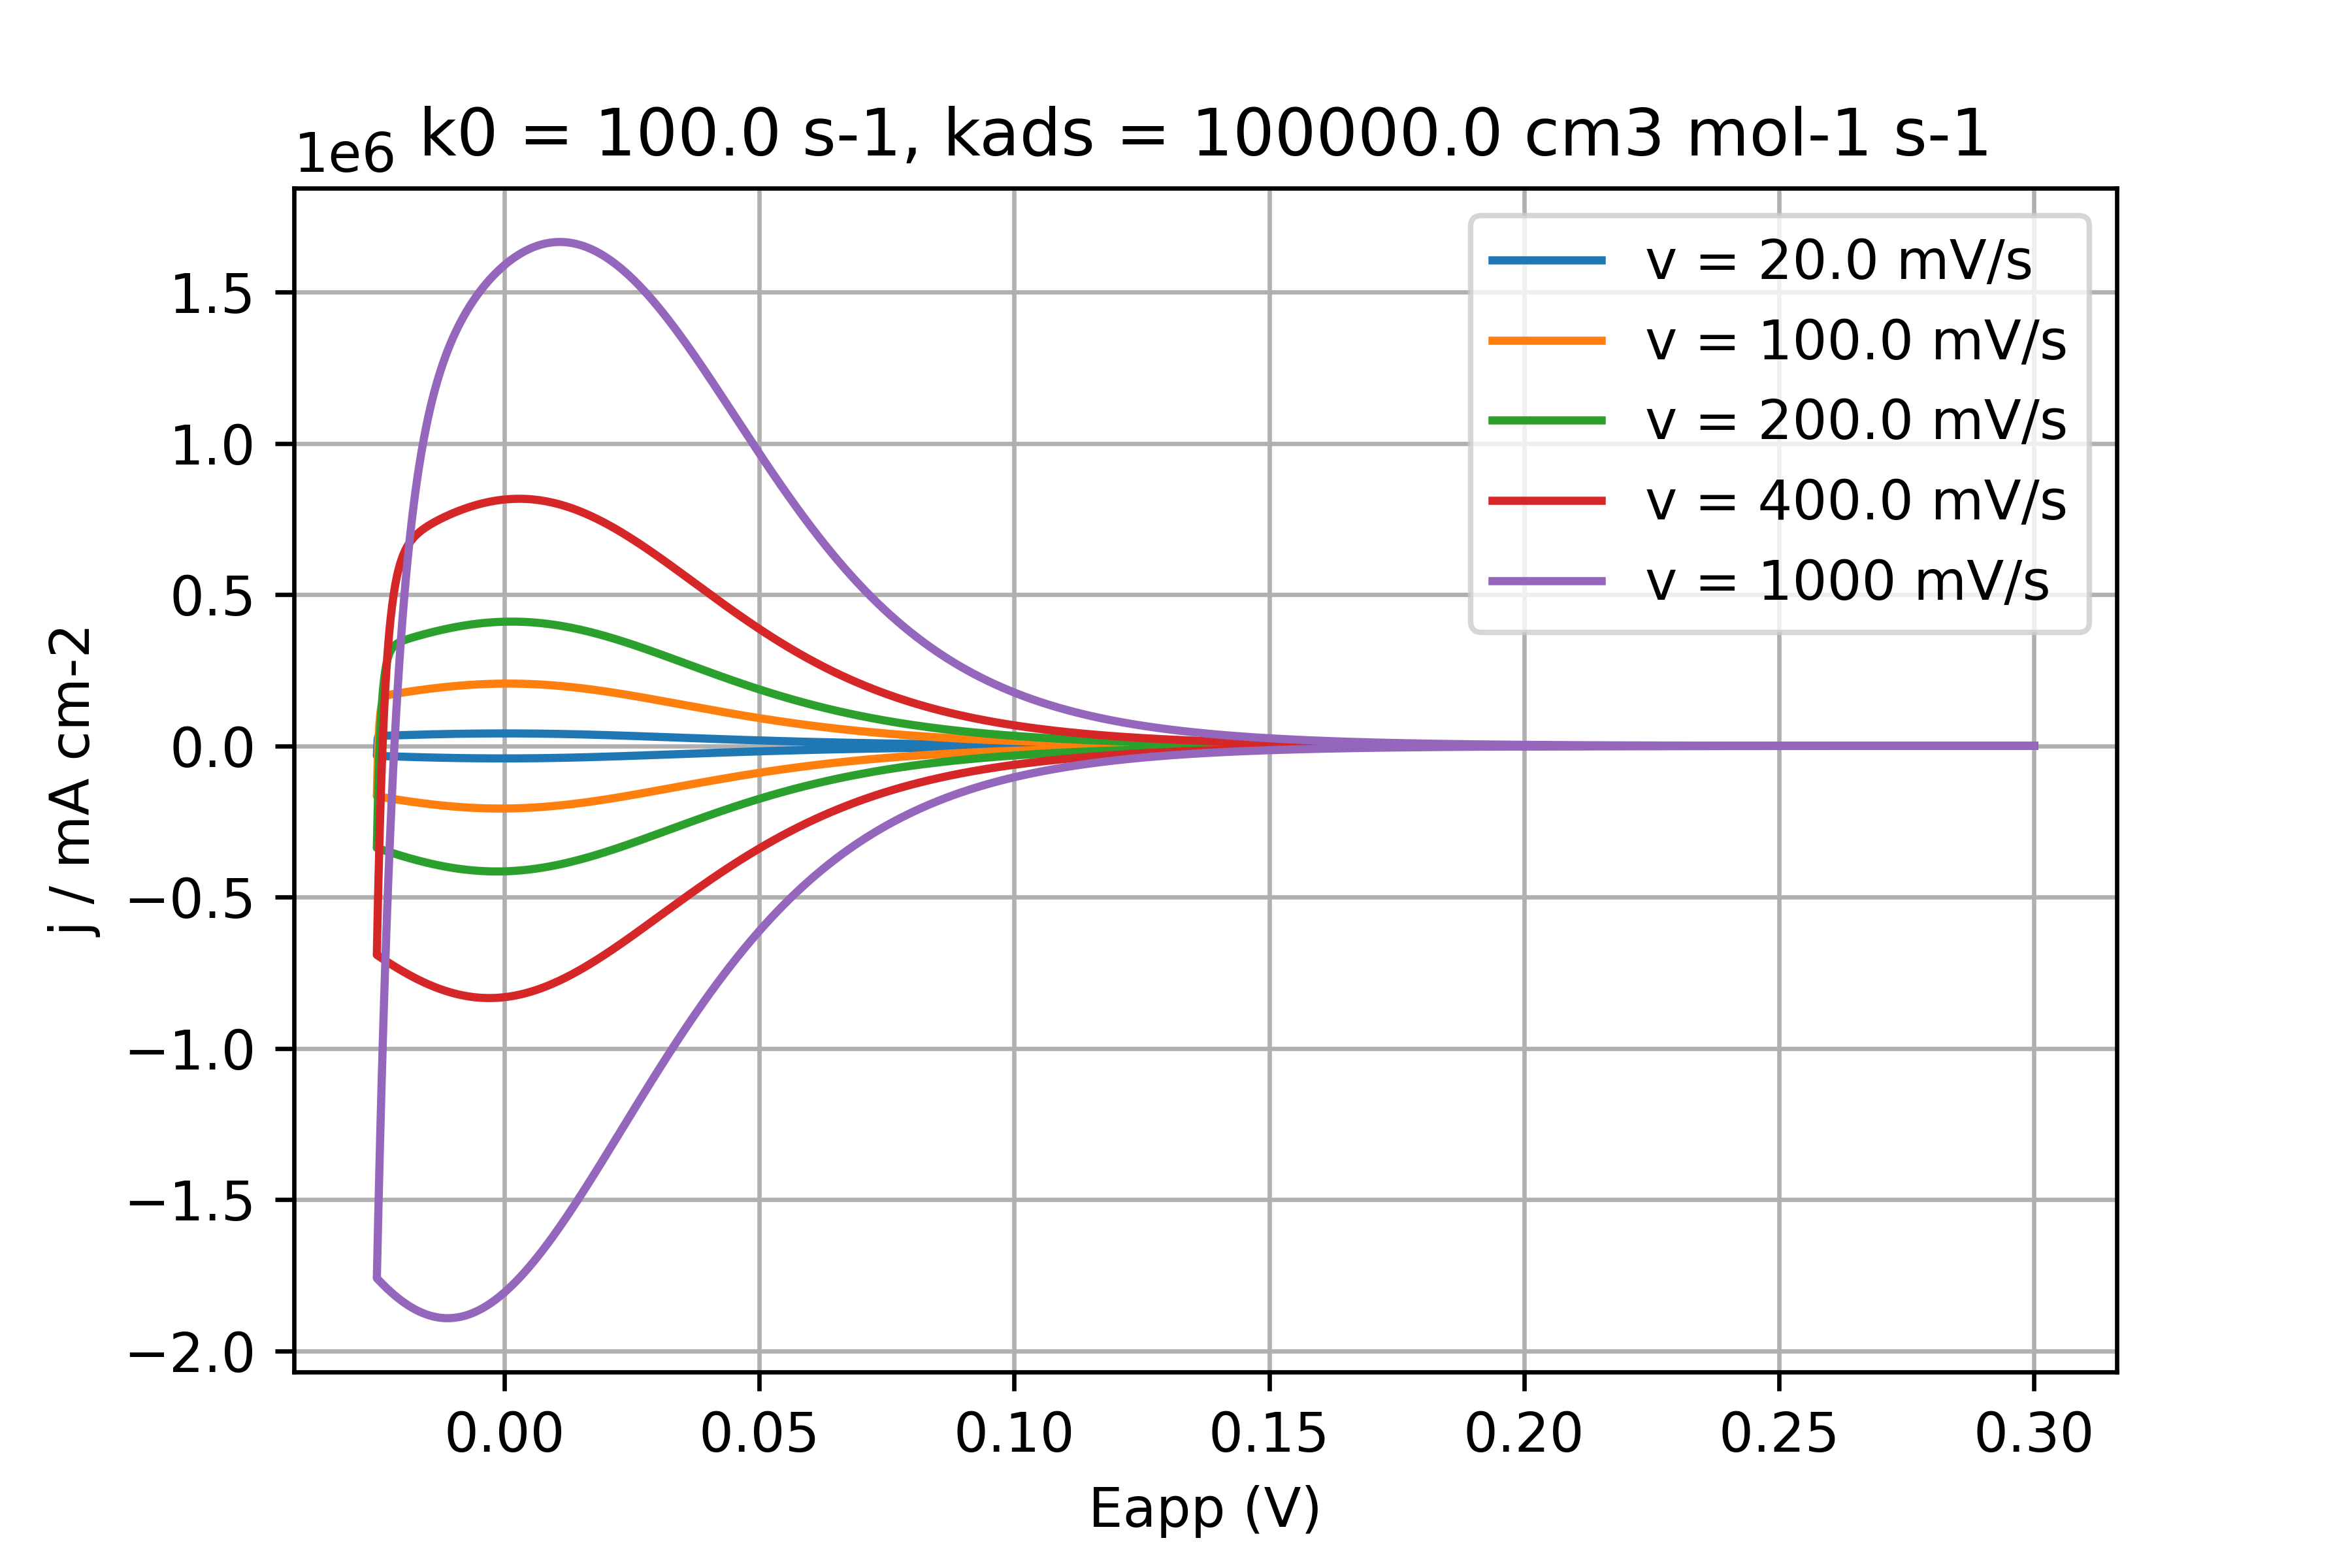 k0 = 100.0 s-1, kads = 100000.0 cm3 mol-1 s-1
1e6
1.5
1.0
0.5
0.0
−0.5
−1.0
−1.5
−2.0
j / mA cm-2
v = 20.0 mV/s
v = 100.0 mV/s
v = 200.0 mV/s
v = 400.0 mV/s
v = 1000 mV/s
0.00 0.05 0.10 0.15 0.20 0.25 0.30
Eapp (V)